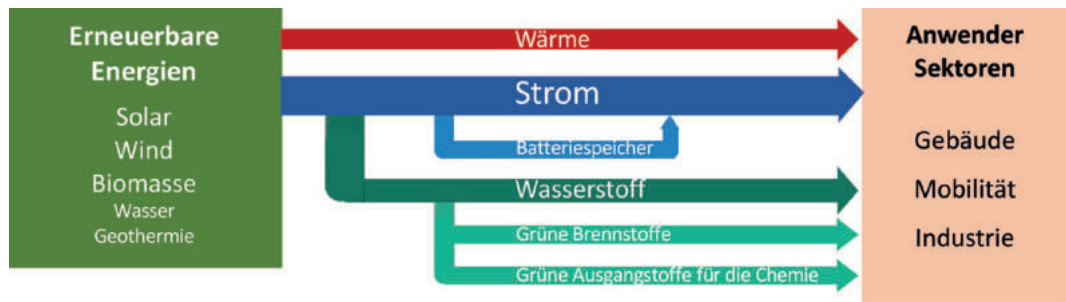 Erneuerbare
Energien
Solar
Wind
Biomasse
Wasser
Geothermie
Wärme
Strom
Batteriespeicher
Wasserstoff
Grüne Brennstoffe
Grüne Ausgangstoffe für die Chemie
Anwender
Sektoren
Gebäude
Mobilität
Industrie